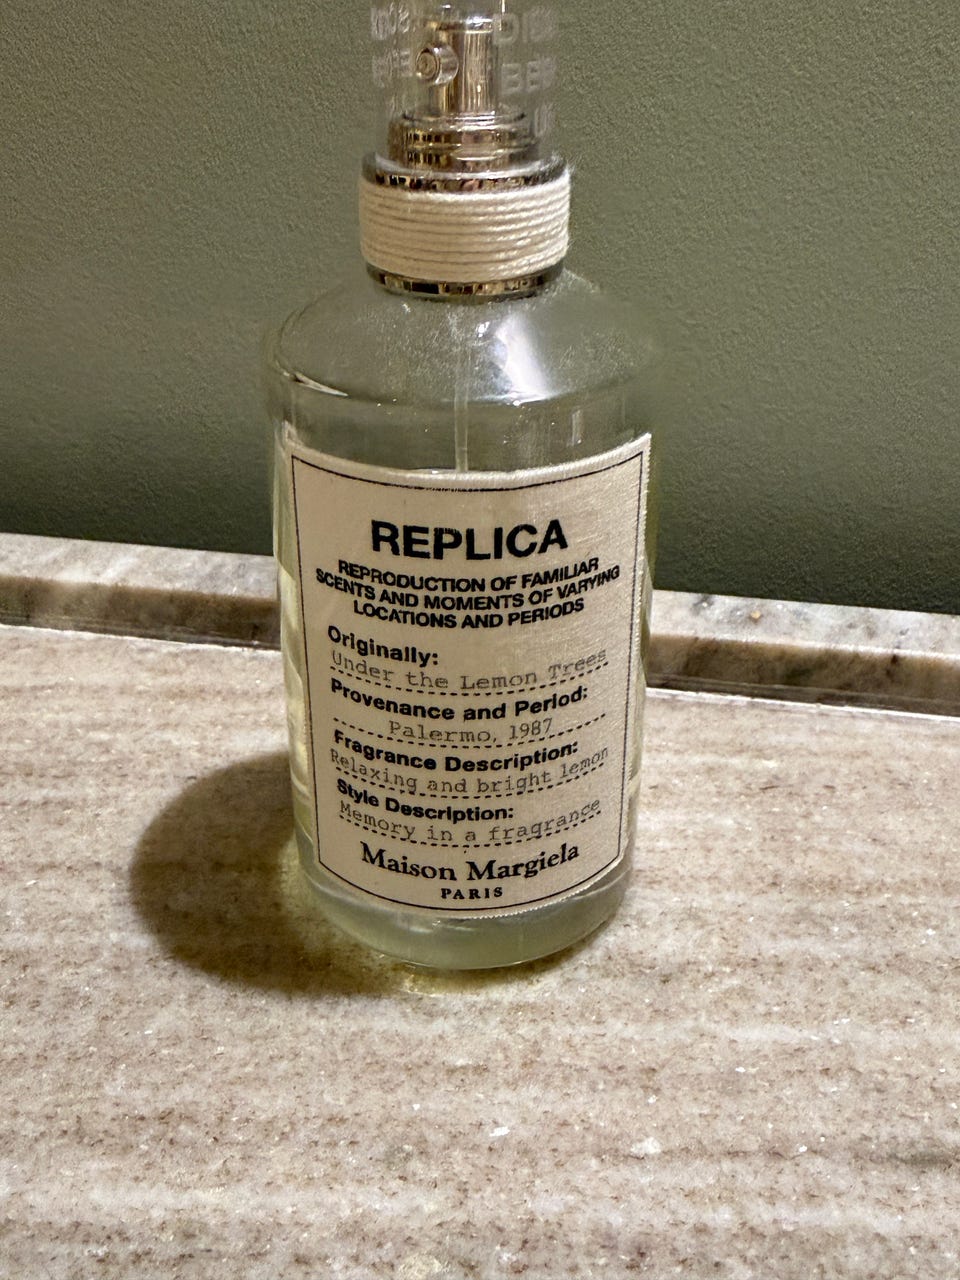 REPLICA
REPRODUCTION OF FAMILIAR
SCENTS AND MOMENTS OF VARYING
LOCATIONS AND PERIODS
Originally:
Under the Lemon Trees
Provenance and Period:
Palermo, 1987
Fragrance Description:
Relaxing and bright lemon
Style Description:
Memory in a fragrance
Maison Margiela
PARIS